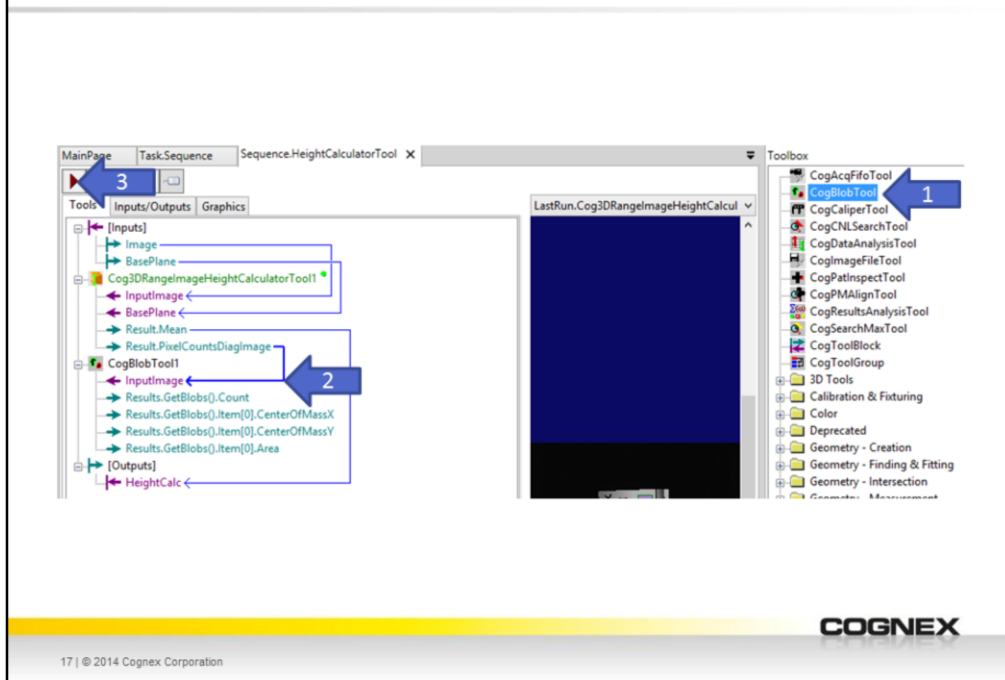 MainPage Task.Sequence Sequence.HeightCalculatorTool X
3
Tools Inputs/Outputs Graphics
[Inputs]
Image
BasePlane
Cog3DRangeImageHeightCalculatorTool1
InputImage
BasePlane
Result.Mean
Result.PixelCountsDiagImage
CogBlobTool1
InputImage
2
Results.GetBlobs().Count
Results.GetBlobs().Item[0].CenterOfMassX
Results.GetBlobs().Item[0].CenterOfMassY
Results.GetBlobs().Item[0].Area
[Outputs]
HeightCalc
LastRun.Cog3DRangeImageHeightCalcul
Toolbox
CogAcqFifoTool
CogBlobTool
1
CogCaliperTool
CogCNLSearchTool
CogDataAnalysisTool
CogImageFileTool
CogPatInspectTool
CogPMAlignTool
CogResultsAnalysisTool
CogSearchMaxTool
CogToolBlock
CogToolGroup
3D Tools
Calibration & Fixturing
Color
Deprecated
Geometry - Creation
Geometry - Finding & Fitting
Geometry - Intersection
Geometry - Measurement
COGNEX
17 | © 2014 Cognex Corporation